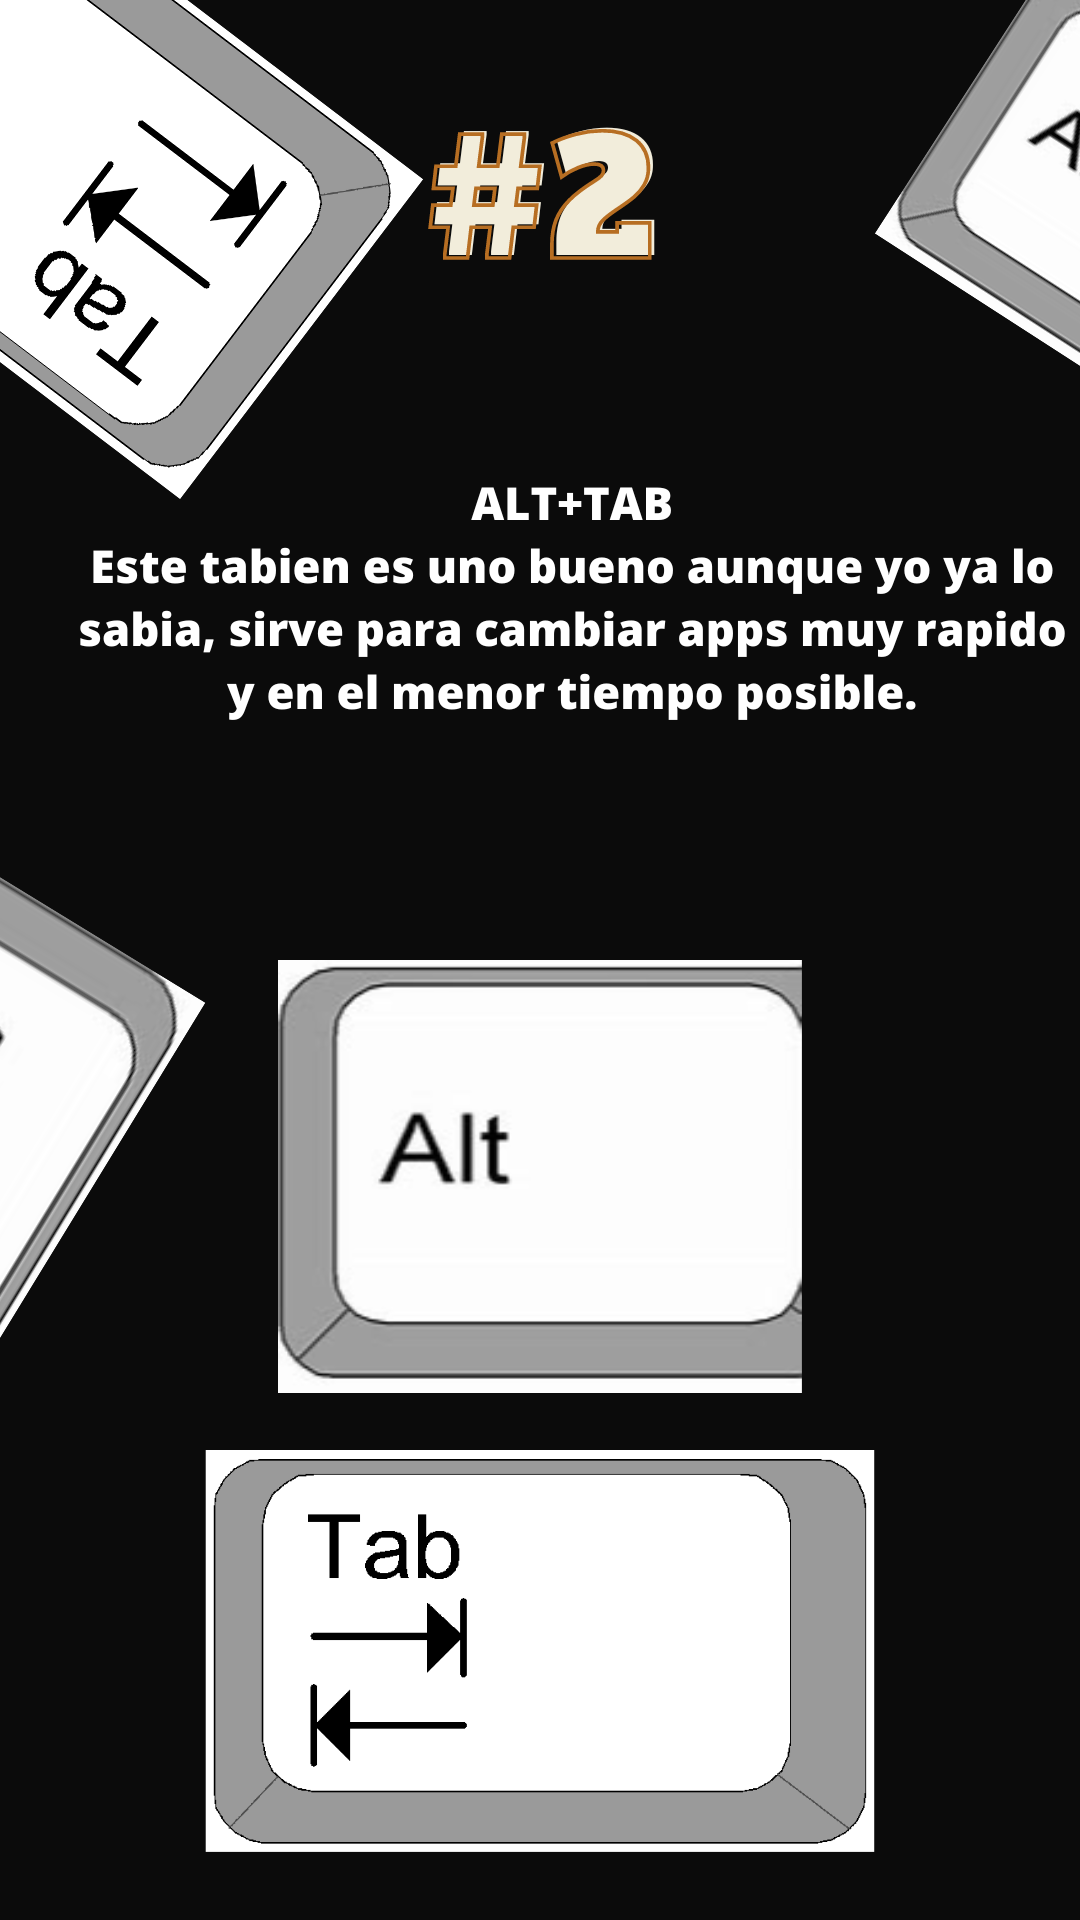 #2
Tab
A
ALT+TAB
Este tabien es uno bueno aunque yo ya lo
sabia, sirve para cambiar apps muy rapido
y en el menor tiempo posible.
Alt
Tab